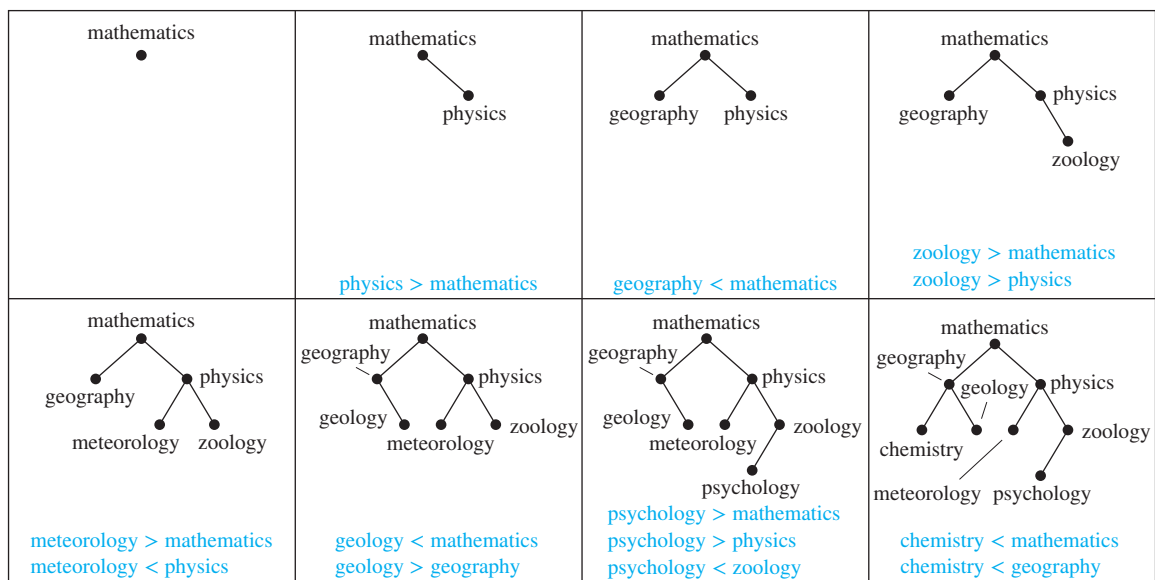 mathematics
mathematics
physics
physics > mathematics
mathematics
geography physics
geography < mathematics
mathematics
physics
geography
zoology
zoology > mathematics
zoology > physics
mathematics
physics
geography
meteorology zoology
meteorology > mathematics
meteorology < physics
mathematics
geography
physics
geology
zoology
meteorology
geology < mathematics
geology > geography
mathematics
geography
physics
geology
zoology
meteorology
psychology
psychology > mathematics
psychology > physics
psychology < zoology
mathematics
geography
geology physics
zoology
chemistry
meteorology psychology
chemistry < mathematics
chemistry < geography